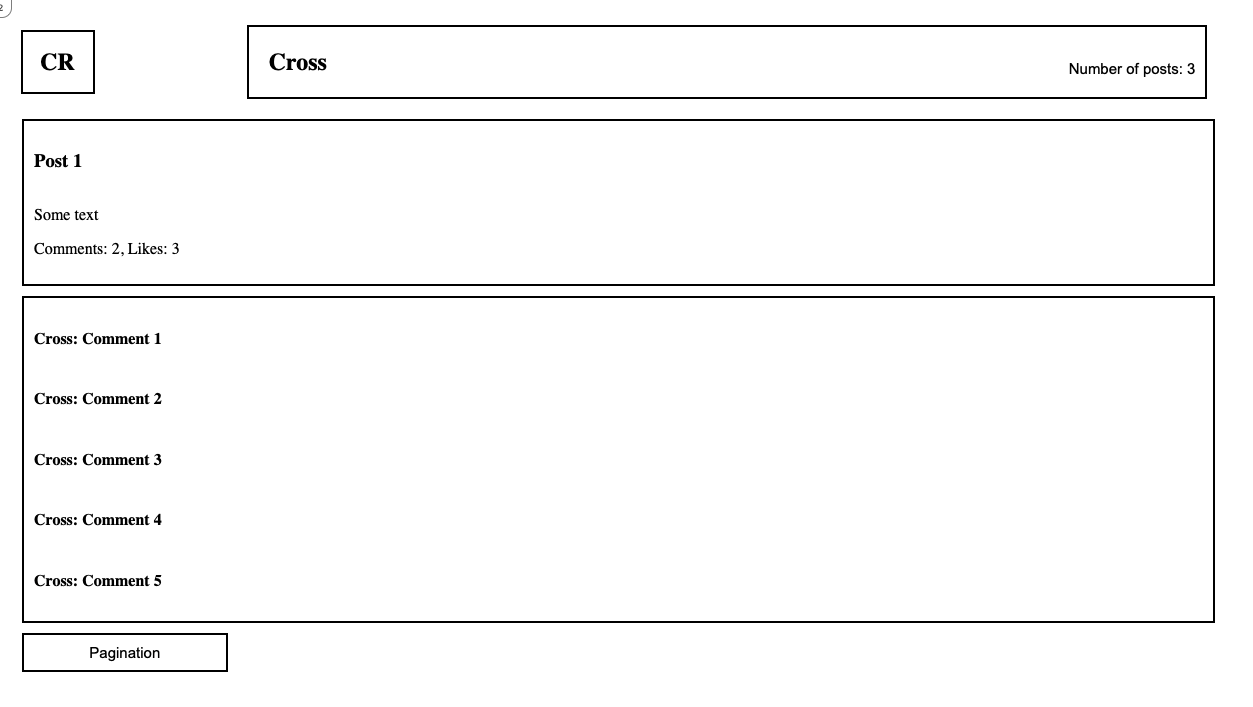 2
CR
Cross
Number of posts: 3
Post 1
Some text
Comments: 2, Likes: 3
Cross: Comment 1
Cross: Comment 2
Cross: Comment 3
Cross: Comment 4
Cross: Comment 5
Pagination